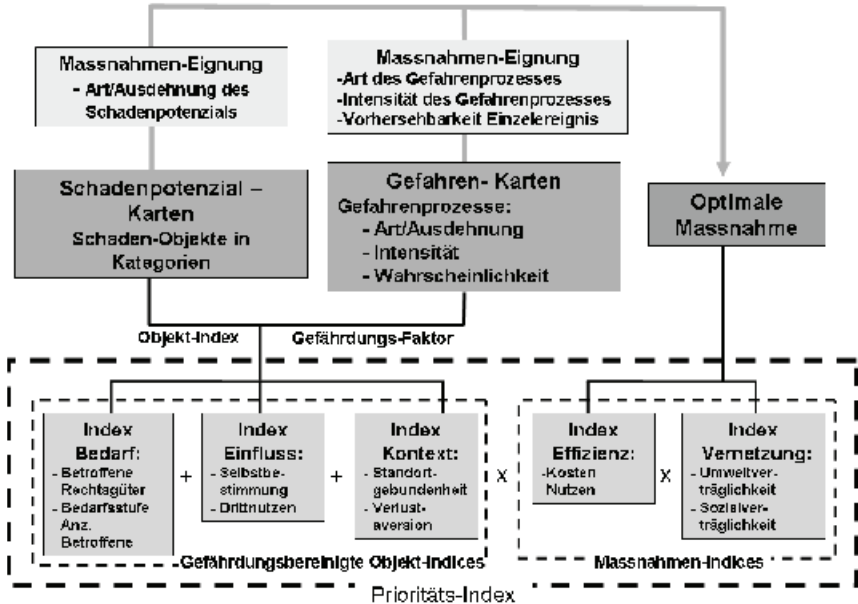 Massnahmen-Eignung
- Art/Ausdehnung des
Schadenpotenzials
Massnahmen-Eignung
-Art des Gefahrenprozesses
-Intensität des Gefahrenprozesses
-Vorhersehbarkeit Einzelereignis
Schadenpotenzial –
Karten
Schaden-Objekte in
Kategorien
Gefahren- Karten
Gefahrenprozesse:
- Art/Ausdehnung
- Intensität
- Wahrscheinlichkeit
Optimale
Massnahme
Objekt-Index
Gefährdungs-Faktor
Index
Bedarf:
- Betroffene
Rechtsgüter
- Bedarfsstufe
Anz.
Betroffene
+
Index
Einfluss:
- Selbstbe-
stimmung
- Drittnutzen
+
Index
Kontext:
- Standort-
gebundenheit
- Verlust-
aversion
x
Index
Effizienz:
-Kosten
Nutzen
x
Index
Vernetzung:
- Umweltver-
träglichkeit
- Sozialver-
träglichkeit
Gefährdungsbereinigte Objekt-Indices
Massnahmen-Indices
Prioritäts-Index